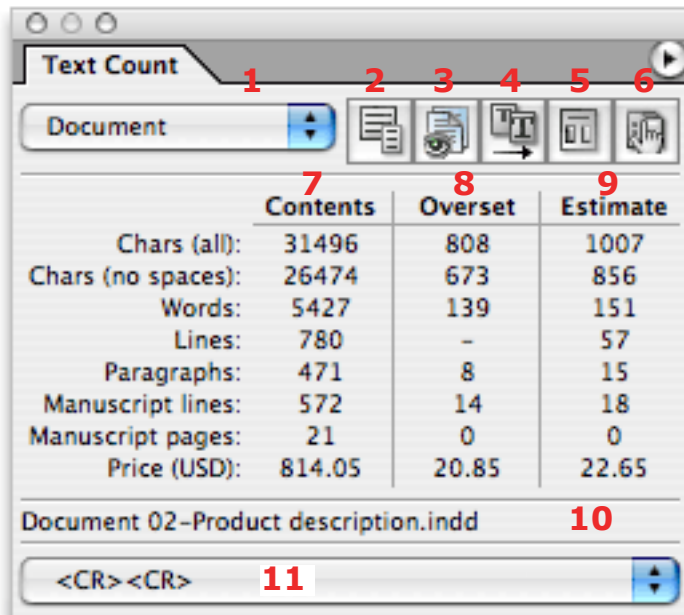 Text Count
1 2 3 4 5 6
Document
7 8 9
Contents Overset Estimate
Chars (all): 31496 808 1007
Chars (no spaces): 26474 673 856
Words: 5427 139 151
Lines: 780 – 57
Paragraphs: 471 8 15
Manuscript lines: 572 14 18
Manuscript pages: 21 0 0
Price (USD): 814.05 20.85 22.65
Document 02-Product description.indd 10
<CR><CR> 11